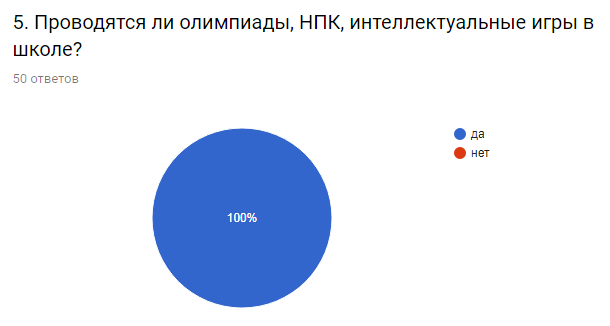 5. Проводятся ли олимпиады, НПК, интеллектуальные игры в
школе?
50 ответов
да
нет
100%